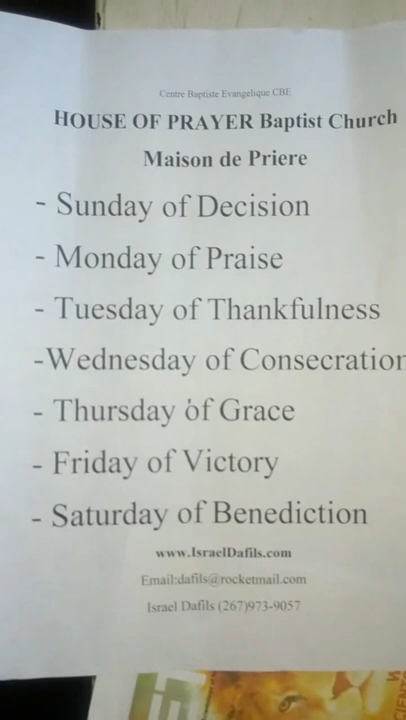 Centre Baptiste Evangelique CBE
HOUSE OF PRAYER Baptist Church
Maison de Priere
- Sunday of Decision
- Monday of Praise
- Tuesday of Thankfulness
-Wednesday of Consecration
- Thursday of Grace
- Friday of Victory
- Saturday of Benediction
www.IsraelDafils.com
Email:dafils@rocketmail.com
Israel Dafils (267)973-9057